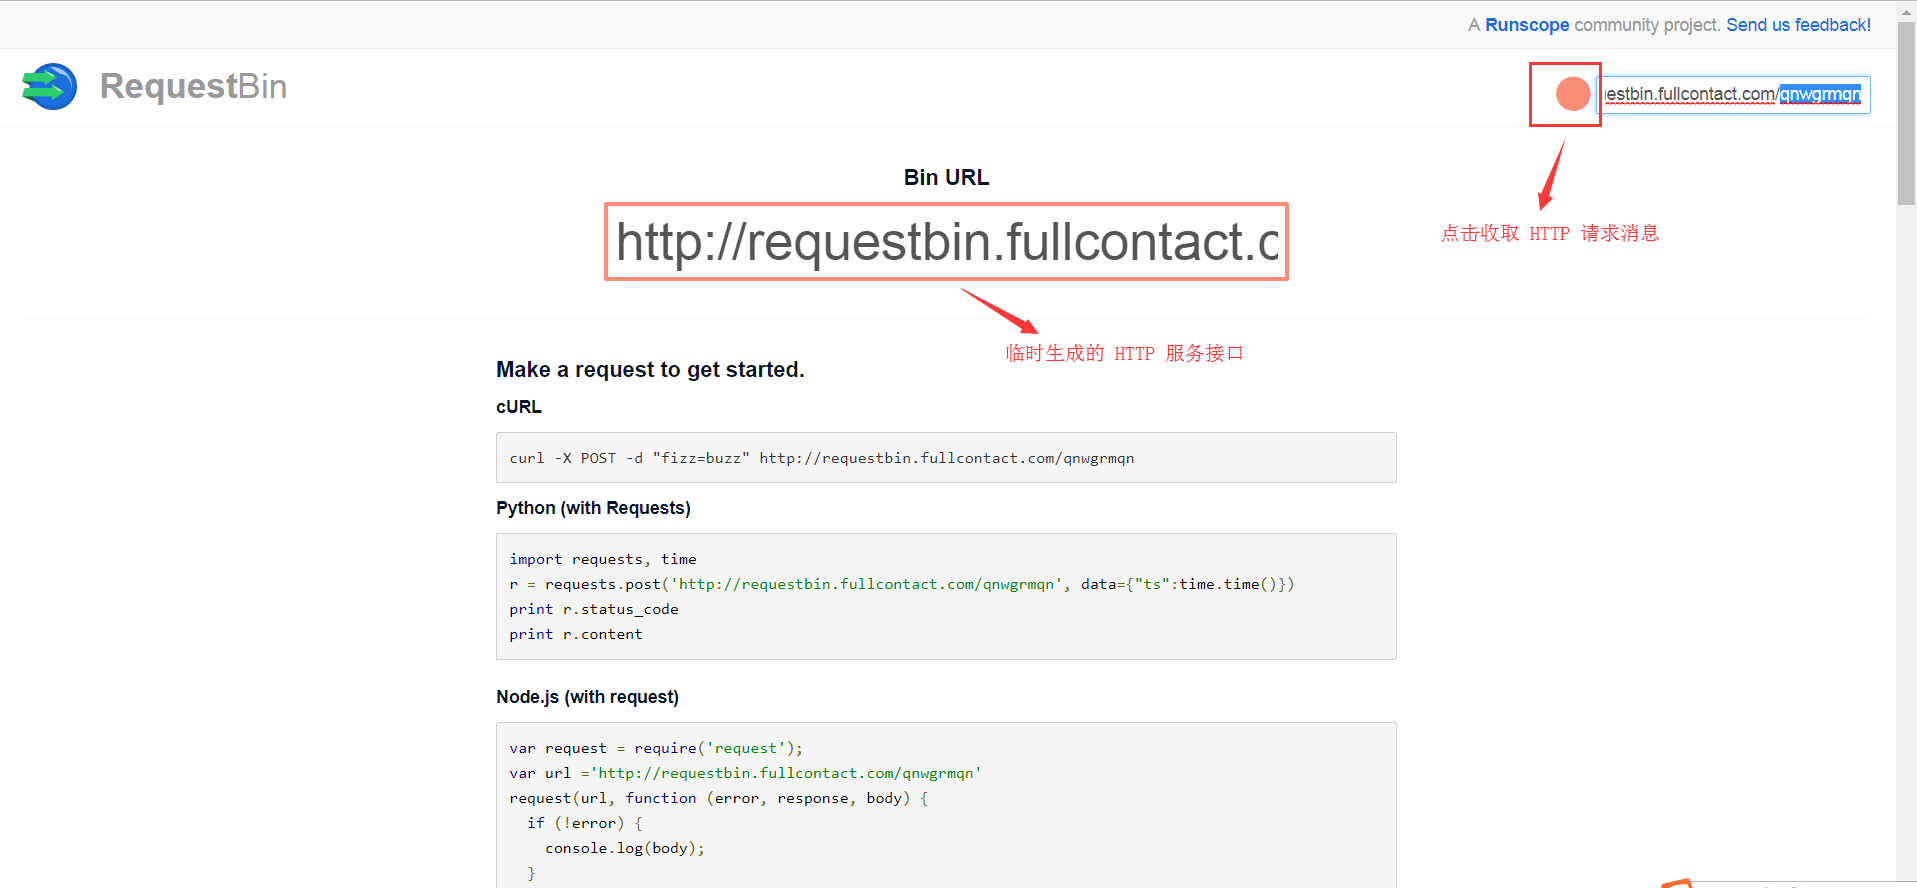 A Runscope community project. Send us feedback!
RequestBin
estbin.fullcontact.com/qnwgrmqn
Bin URL
http://requestbin.fullcontact.c
点击收取 HTTP 请求消息
临时生成的 HTTP 服务接口
Make a request to get started.
cURL
curl -X POST -d "fizz=buzz" http://requestbin.fullcontact.com/qnwgrmqn
Python (with Requests)
import requests, time
r = requests.post('http://requestbin.fullcontact.com/qnwgrmqn', data={"ts":time.time()})
print r.status_code
print r.content
Node.js (with request)
var request = require('request');
var url ='http://requestbin.fullcontact.com/qnwgrmqn'
request(url, function (error, response, body) {
if (!error) {
console.log(body);
}